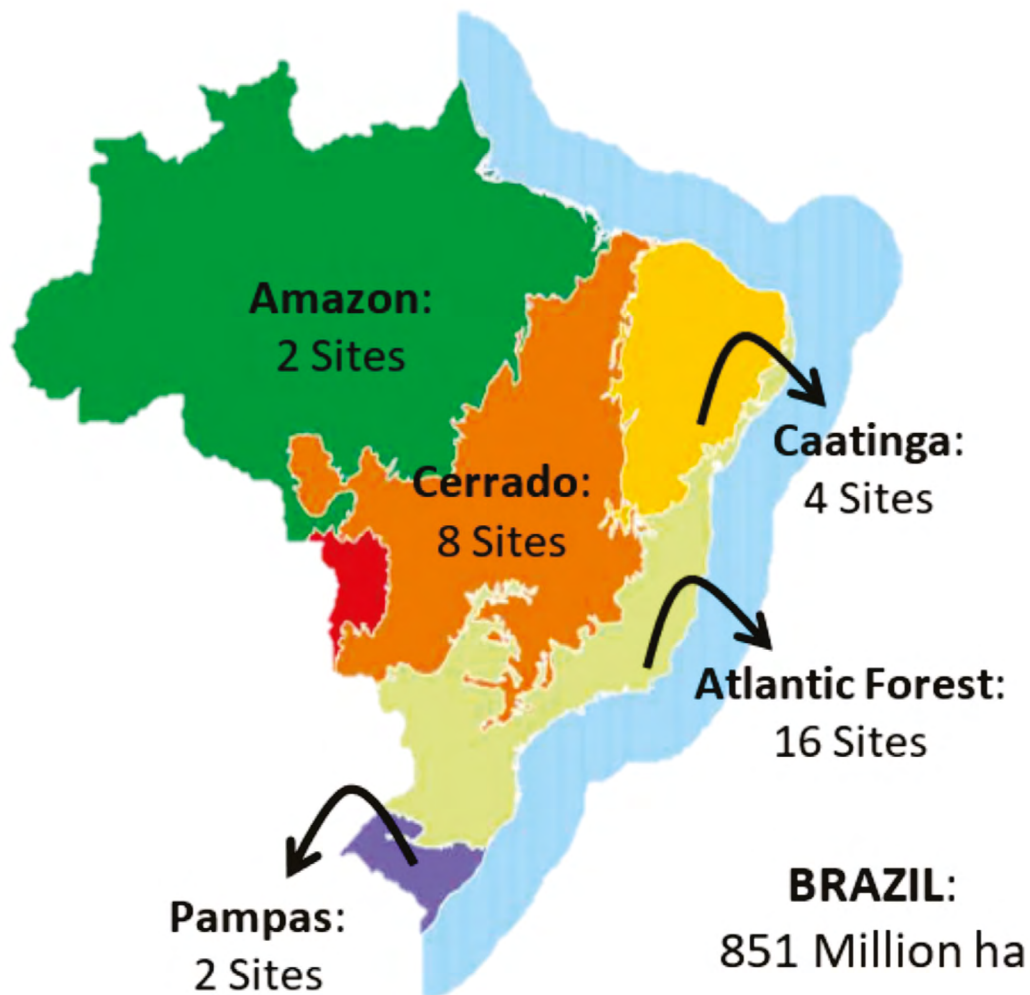 Amazon:
2 Sites
Caatinga:
4 Sites
Cerrado:
8 Sites
Atlantic Forest:
16 Sites
Pampas:
2 Sites
BRAZIL:
851 Million ha